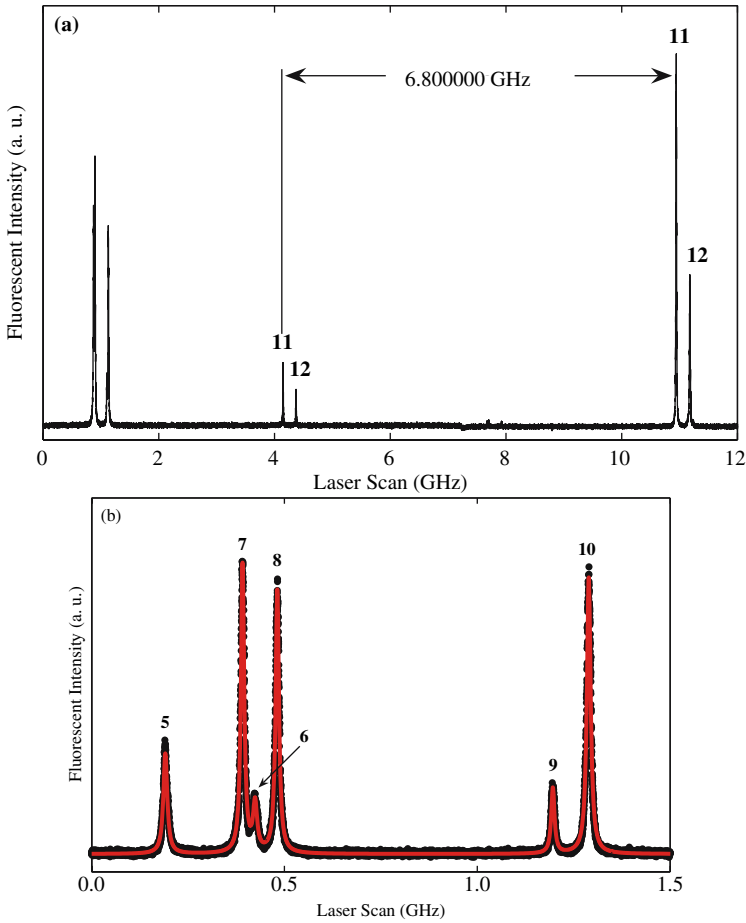 (a)
11
6.800000 GHz
12
11
12
Fluorescent Intensity (a. u.)
0 2 4 6 8 10 12
Laser Scan (GHz)
(b)
7
8
10
5
6
9
Fluorescent Intensity (a. u.)
0.0 0.5 1.0 1.5
Laser Scan (GHz)